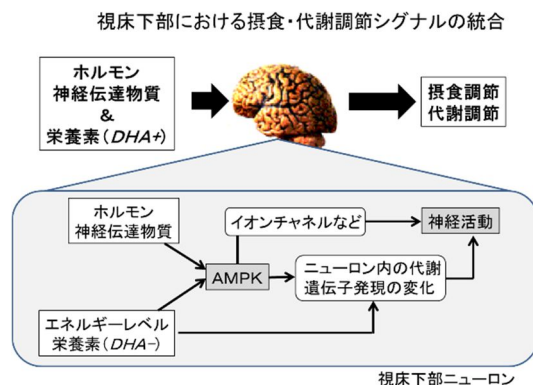 視床下部における摂食・代謝調節シグナルの統合
ホルモン
神経伝達物質
&
栄養素(DHA+)
摂食調節
代謝調節
ホルモン
神経伝達物質
イオンチャネルなど
神経活動
AMPK
ニューロン内の代謝
遺伝子発現の変化
エネルギーレベル
栄養素(DHA−)
視床下部ニューロン